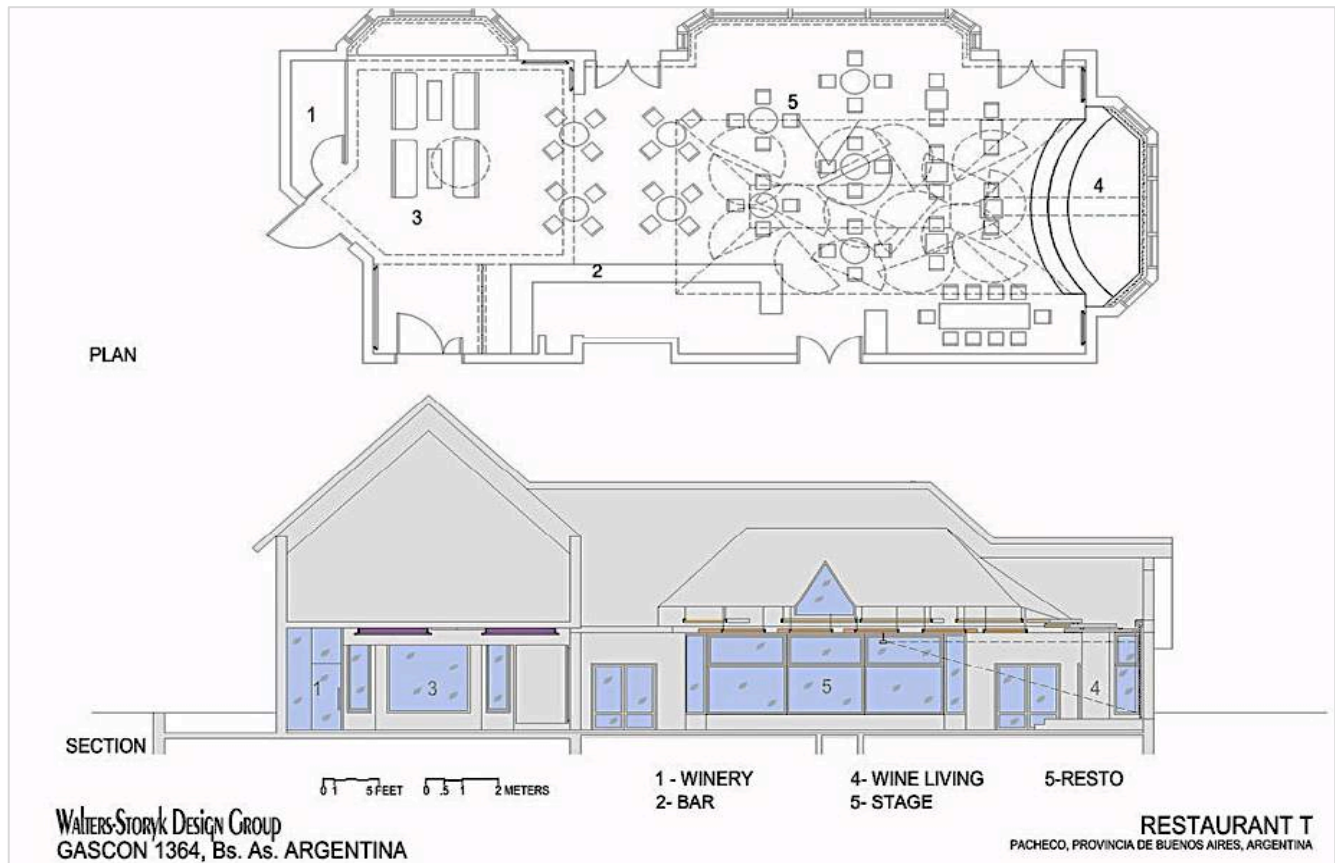 1
5
4
3
2
PLAN
1
3
5
4
SECTION
0 1 5 FEET 0 .5 1 2 METERS
1 - WINERY 4- WINE LIVING 5-RESTO
2- BAR 5- STAGE
WALTERS-STORYK DESIGN GROUP
GASCON 1364, Bs. As. ARGENTINA
RESTAURANT T
PACHECO, PROVINCIA DE BUENOS AIRES, ARGENTINA